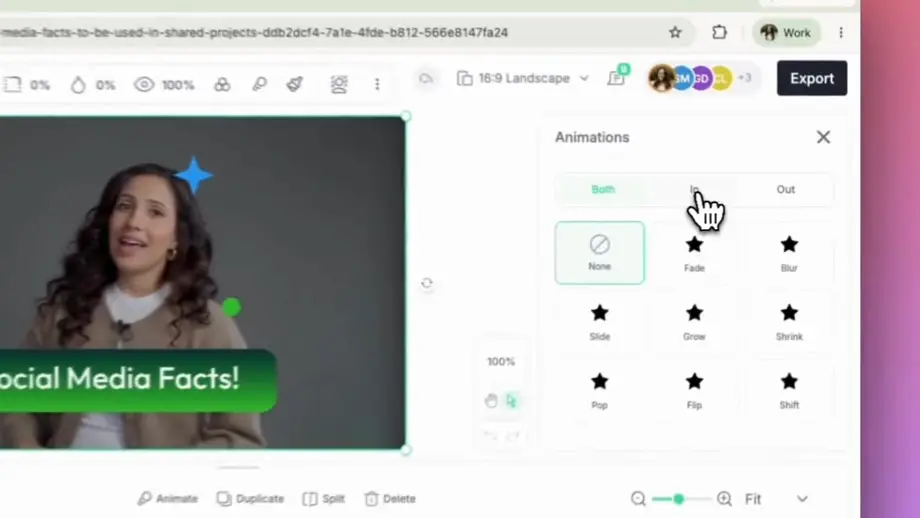 -media-facts-to-be-used-in-shared-projects-ddb2dcf4-7a1e-4fde-b812-566e8147fa24
Work
0%
0%
100%
16:9 Landscape
9
SM
GD
CL
+3
Export
Animations
Both
In
Out
None
Fade
Blur
Slide
Grow
Shrink
Pop
Flip
Shift
ocial Media Facts!
100%
Animate
Duplicate
Split
Delete
Fit